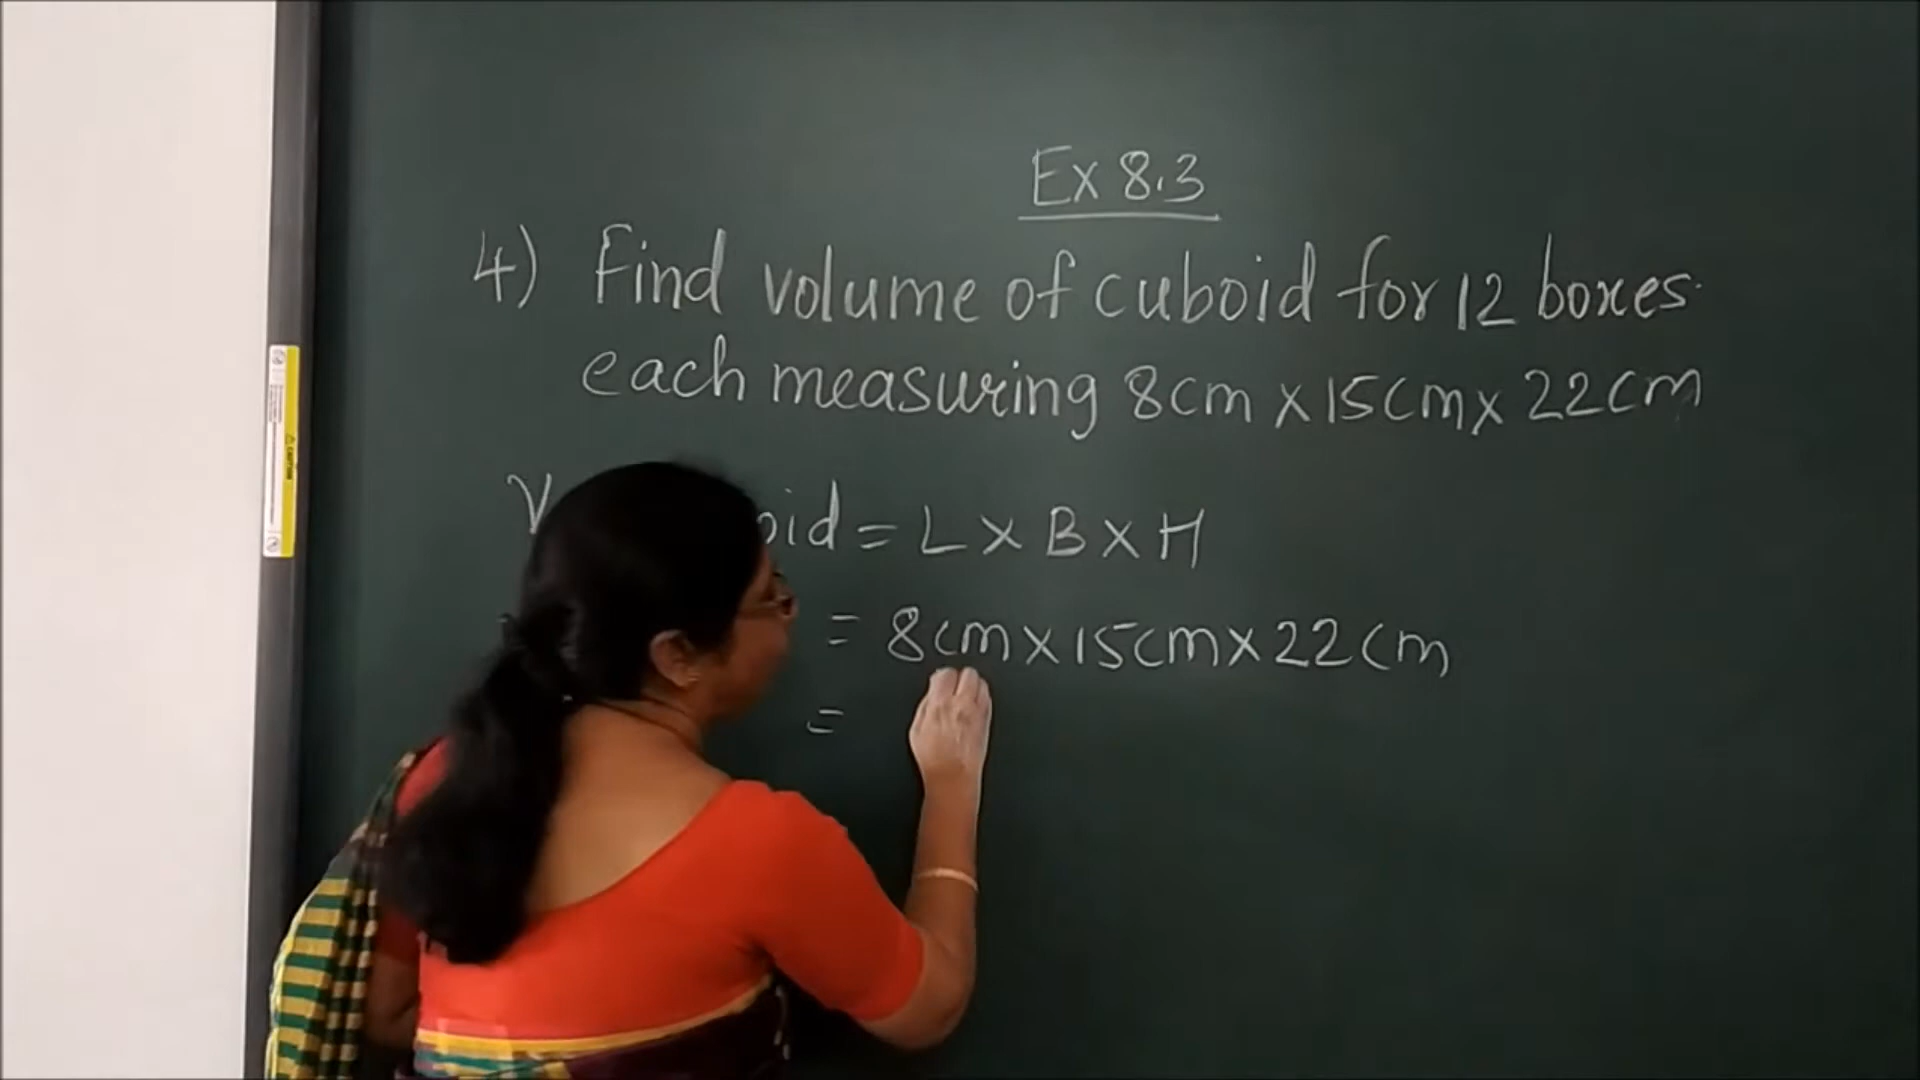 Ex 8.3
4) Find volume of cuboid for 12 boxes.
each measuring 8cm x 15cm x 22cm
= L x B x H
= 8cm x 15cm x 22cm
=
CAUTION